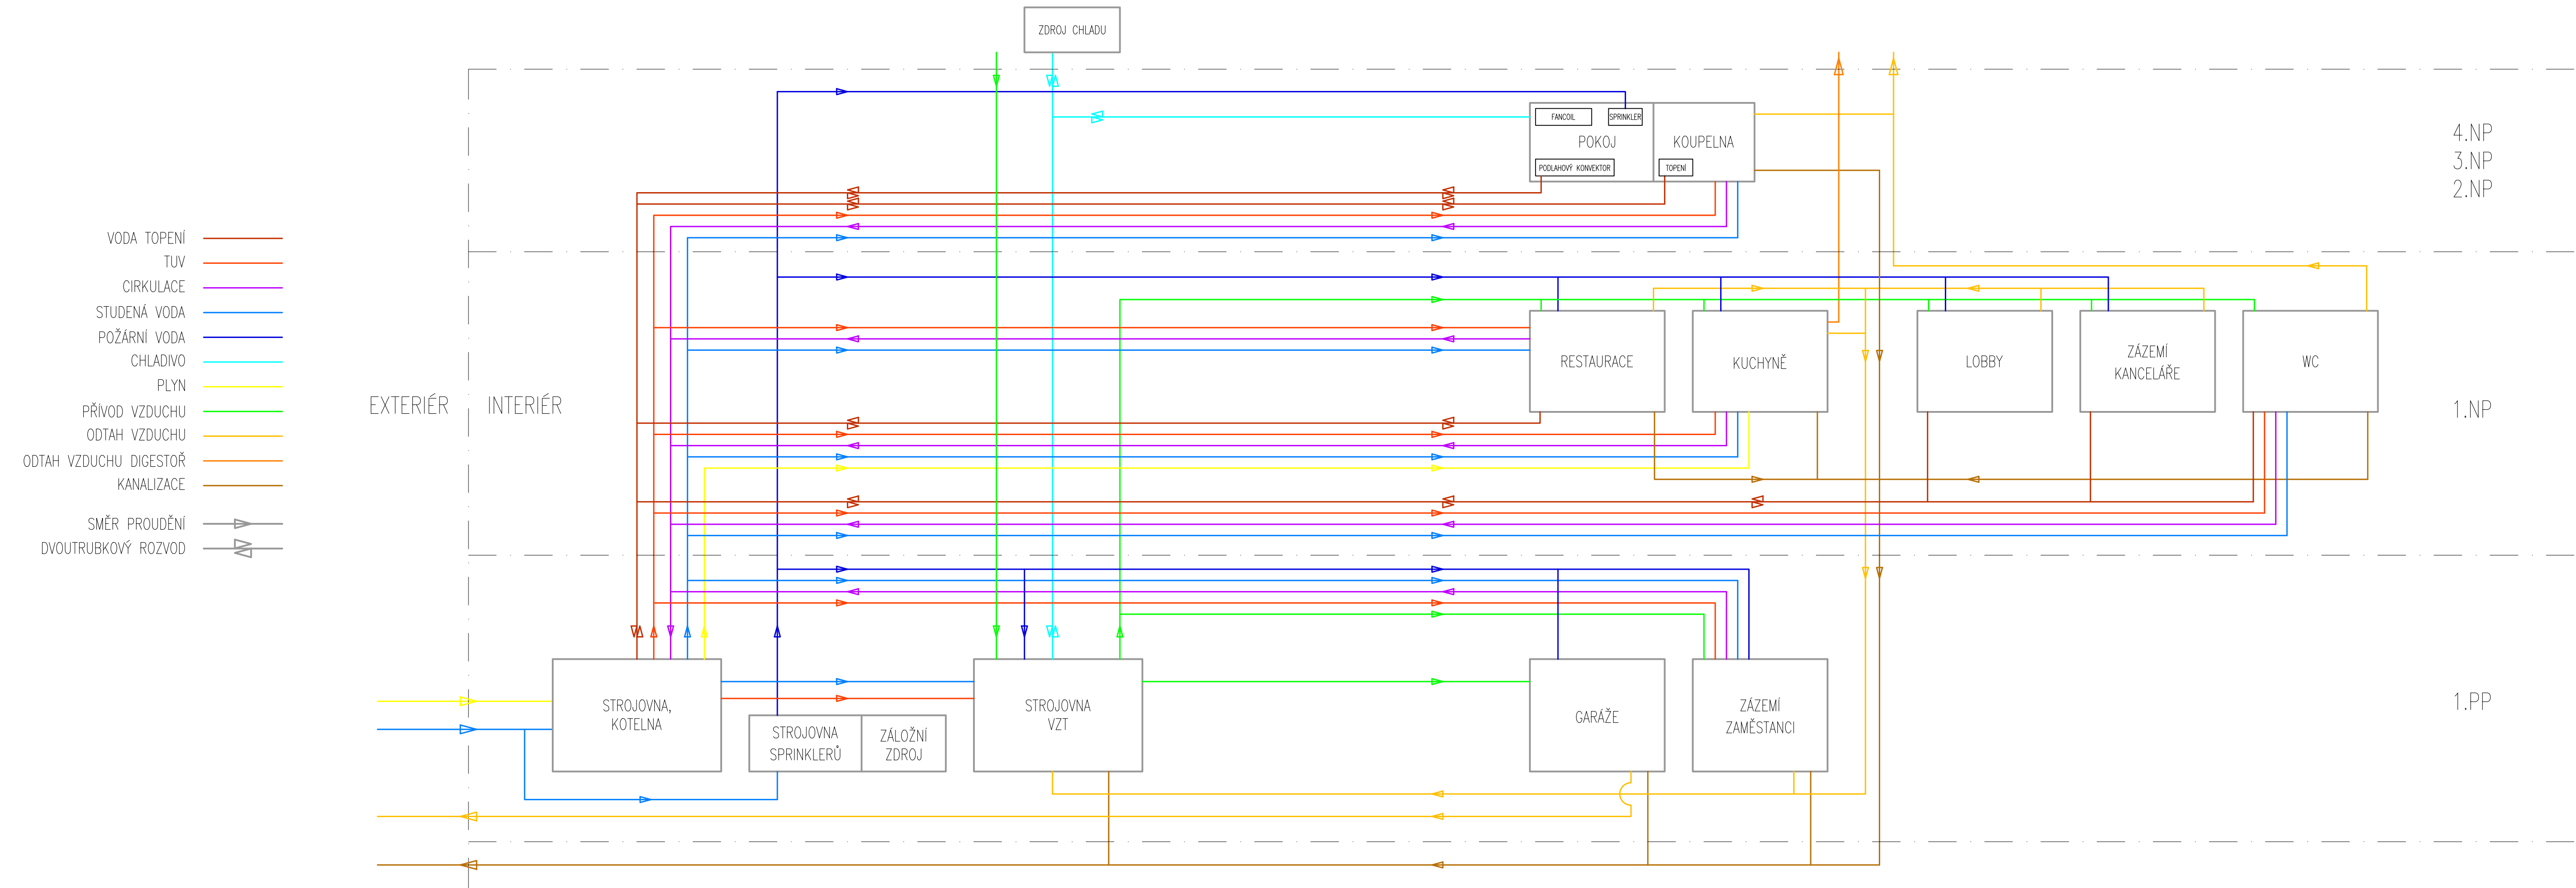 ZDROJ CHLADU
FANCOIL
SPRINKLER
POKOJ
KOUPELNA
PODLAHOVÝ KONVEKTOR
TOPENÍ
4.NP
3.NP
2.NP
VODA TOPENÍ
TUV
CIRKULACE
STUDENÁ VODA
POŽÁRNÍ VODA
CHLADIVO
PLYN
PŘÍVOD VZDUCHU
ODTAH VZDUCHU
ODTAH VZDUCHU DIGESTOŘ
KANALIZACE
SMĚR PROUDĚNÍ
DVOUTRUBKOVÝ ROZVOD
EXTERIÉR
INTERIÉR
RESTAURACE
KUCHYNĚ
LOBBY
ZÁZEMÍ
KANCELÁŘE
WC
1.NP
STROJOVNA,
KOTELNA
STROJOVNA
SPRINKLERŮ
ZÁLOŽNÍ
ZDROJ
STROJOVNA
VZT
GARÁŽE
ZÁZEMÍ
ZAMĚSTANCI
1.PP